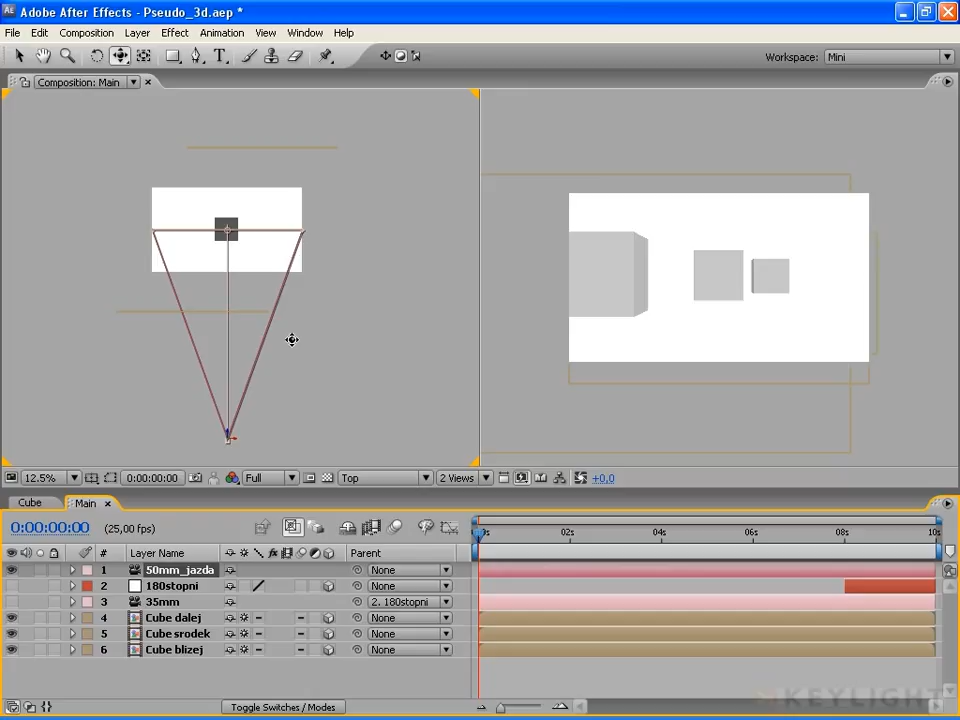 Adobe After Effects - Pseudo_3d.aep *
File Edit Composition Layer Effect Animation View Window Help
Workspace: Mini
Composition: Main
12.5% 0:00:00:00 Full Top 2 Views +0,0
Cube Main
0:00:00:00 (25,00 fps)
02s 04s 06s 08s 10s
# Layer Name Parent
1 50mm_jazda None
2 180stopni None
3 35mm 2. 180stopni
4 Cube dalej None
5 Cube srodek None
6 Cube blizej None
Toggle Switches / Modes
KEYLIGHT